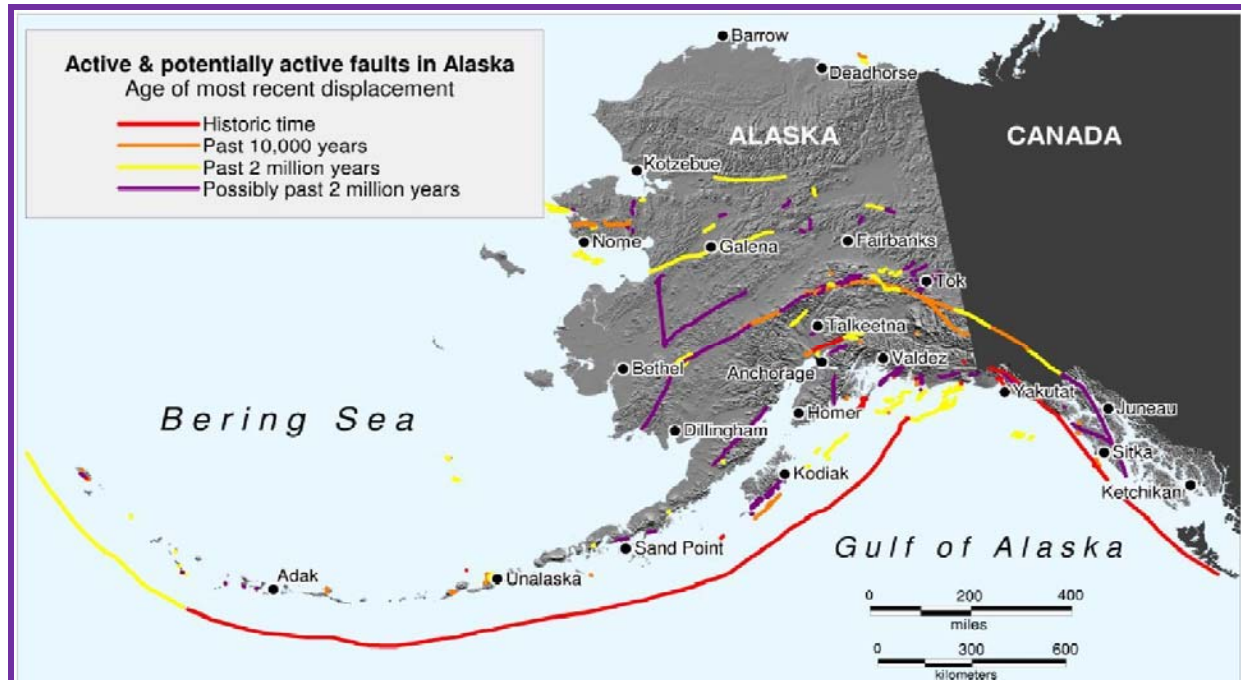 Active & potentially active faults in Alaska
Age of most recent displacement
Historic time
Past 10,000 years
Past 2 million years
Possibly past 2 million years
Barrow
Deadhorse
ALASKA
CANADA
Kotzebue
Nome
Galena
Fairbanks
Tok
Talkeetna
Bethel
Anchorage
Valdez
Yakutat
Juneau
Bering Sea
Dillingham
Homer
Sitka
Kodiak
Ketchikan
Sand Point
Gulf of Alaska
Adak
Unalaska
0 200 400
miles
0 300 600
kilometers